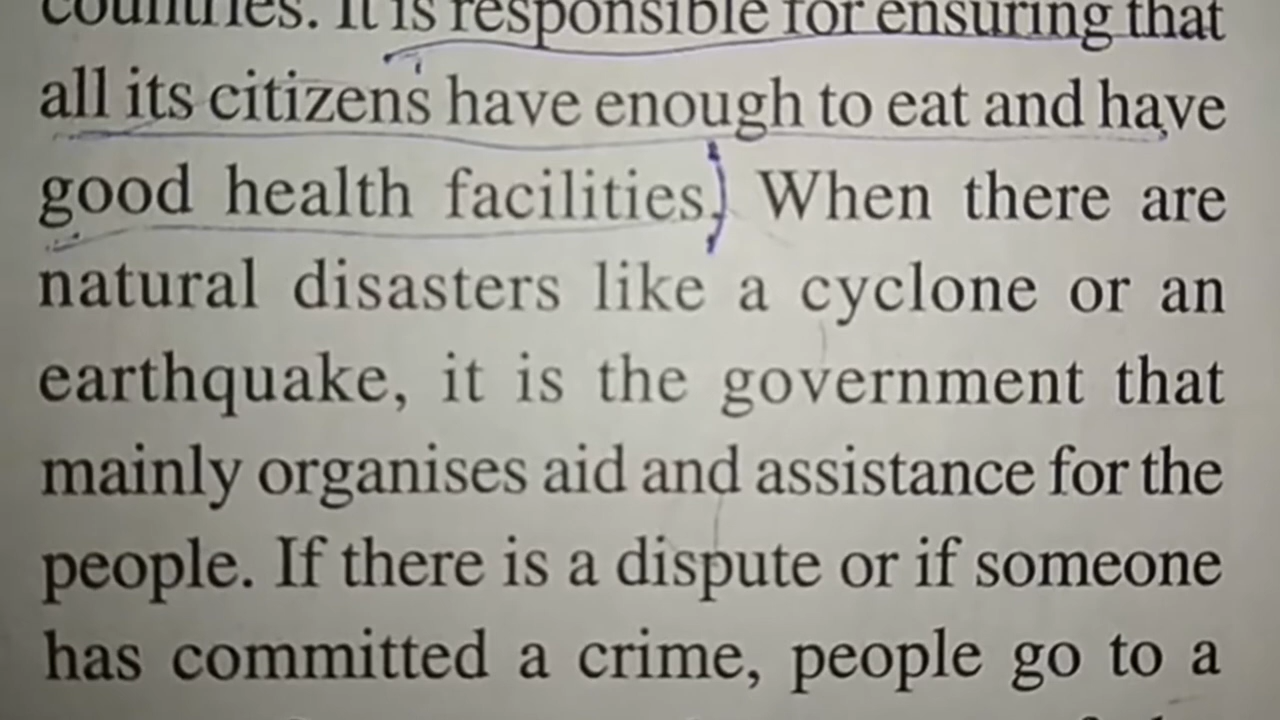 countries. It is responsible for ensuring that
all its citizens have enough to eat and have
good health facilities. When there are
natural disasters like a cyclone or an
earthquake, it is the government that
mainly organises aid and assistance for the
people. If there is a dispute or if someone
has committed a crime, people go to a